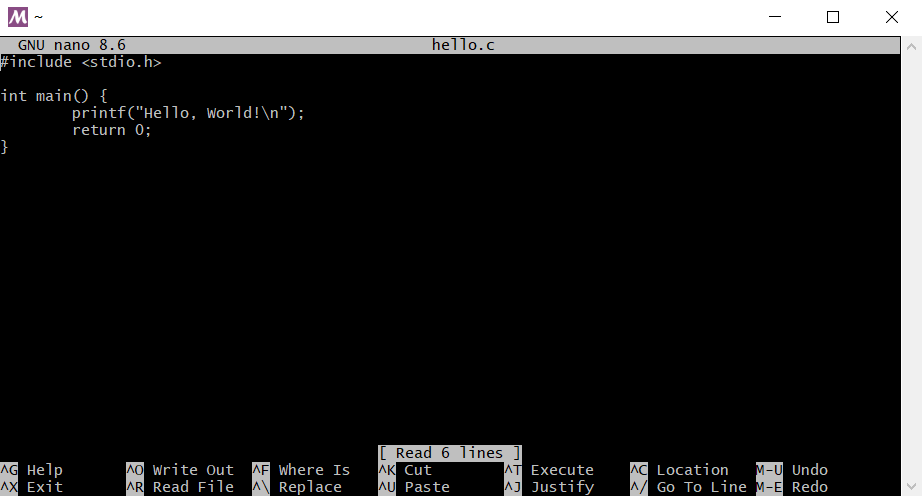 ~
GNU nano 8.6 hello.c
#include <stdio.h>

int main() {
        printf("Hello, World!\n");
        return 0;
}
[ Read 6 lines ]
^G Help ^O Write Out ^F Where Is ^K Cut ^T Execute ^C Location M-U Undo
^X Exit ^R Read File ^\ Replace ^U Paste ^J Justify ^/ Go To Line M-E Redo